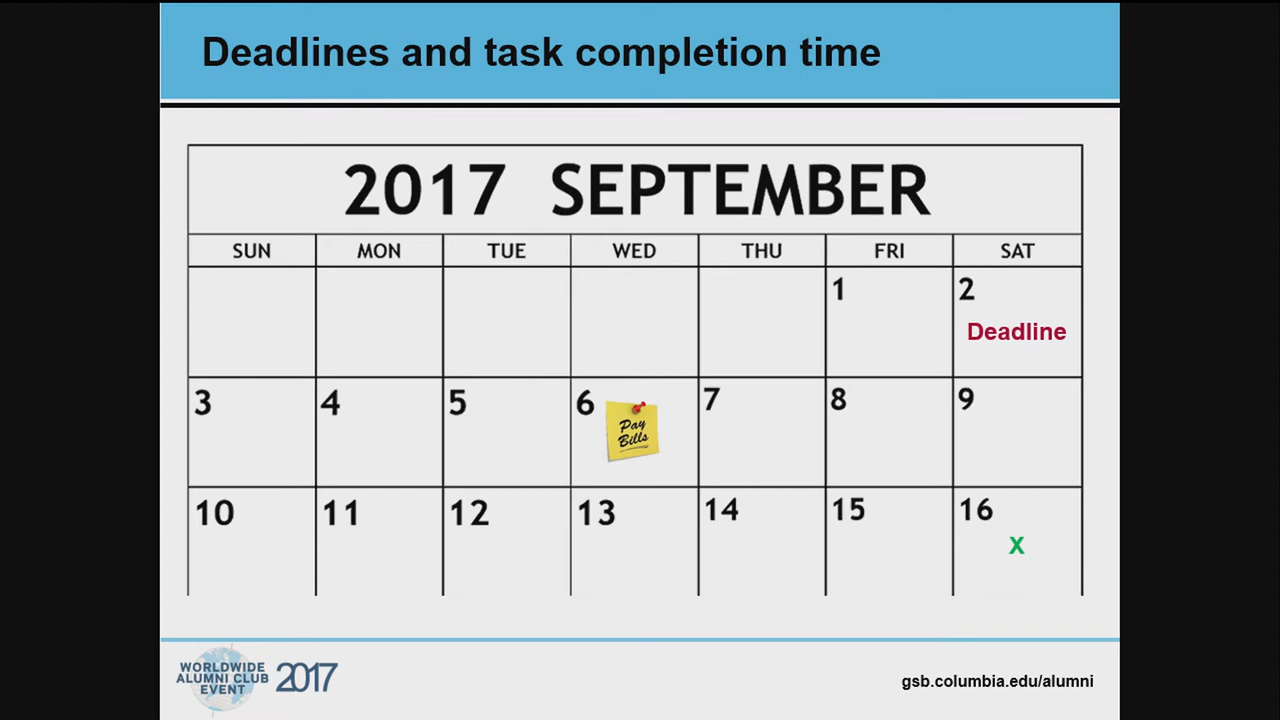 Deadlines and task completion time
2017 SEPTEMBER
SUN MON TUE WED THU FRI SAT
1 2
Deadline
3 4 5 6 7 8 9
Pay
Bills
10 11 12 13 14 15 16
X
WORLDWIDE
ALUMNI CLUB
EVENT
2017
gsb.columbia.edu/alumni